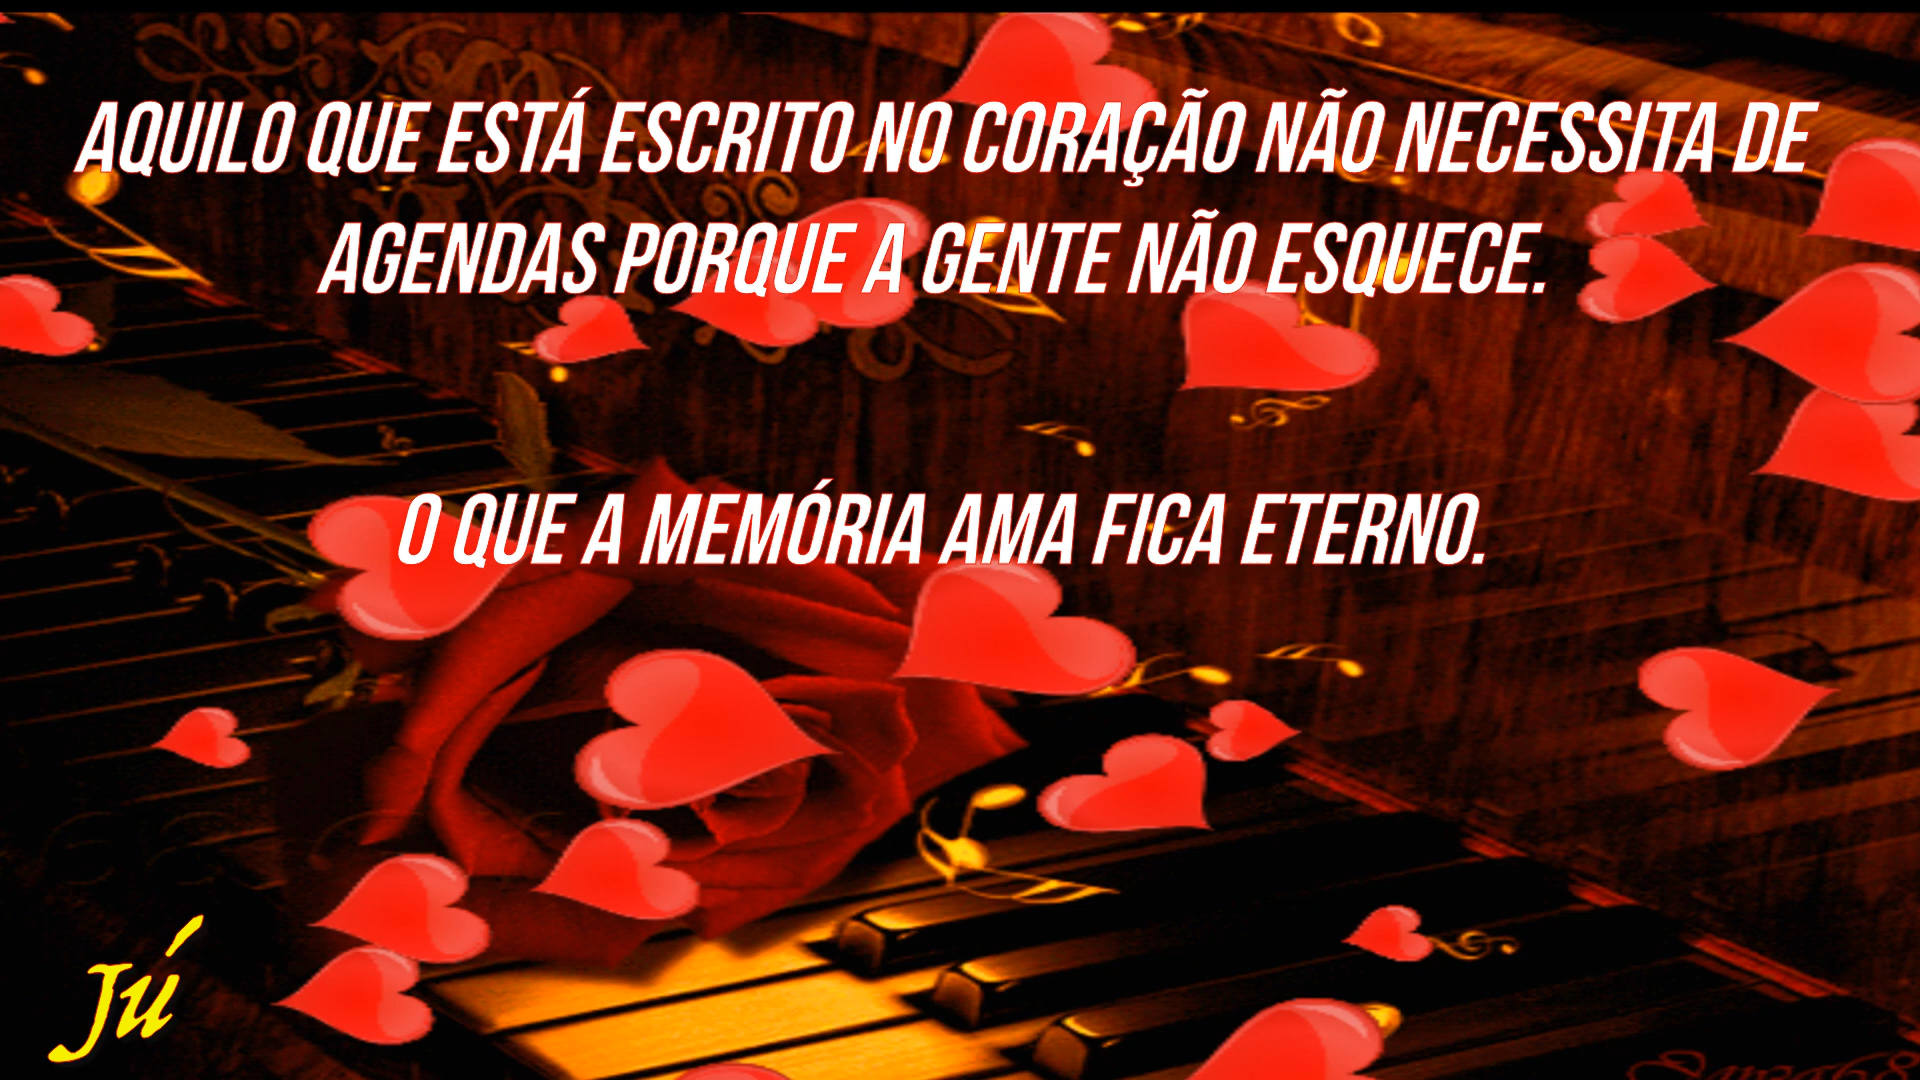 AQUILO QUE ESTÁ ESCRITO NO CORAÇÃO NÃO NECESSITA DE
AGENDAS PORQUE A GENTE NÃO ESQUECE.
O QUE A MEMÓRIA AMA FICA ETERNO.
Jú